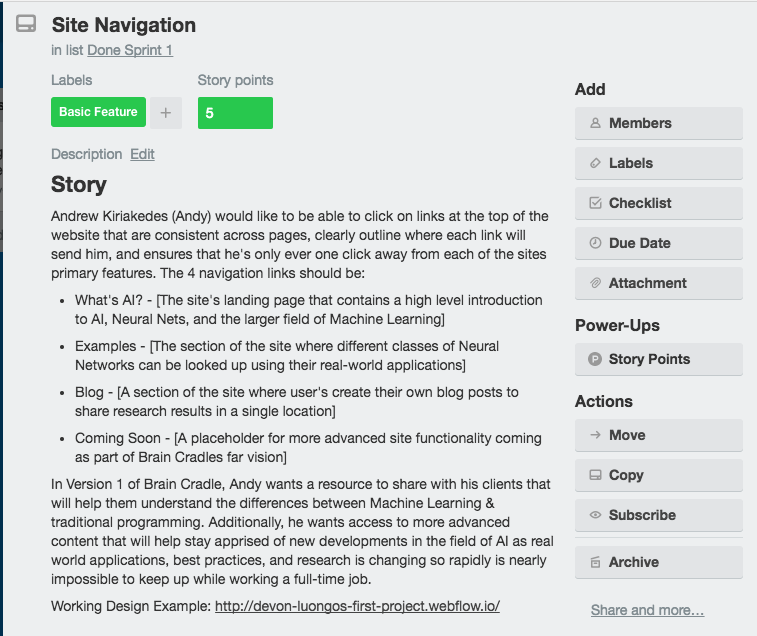 Site Navigation
in list Done Sprint 1
Labels
Story points
Basic Feature
+
5
Description Edit
Story
Andrew Kiriakedes (Andy) would like to be able to click on links at the top of the
website that are consistent across pages, clearly outline where each link will
send him, and ensures that he's only ever one click away from each of the sites
primary features. The 4 navigation links should be:
• What's AI? - [The site's landing page that contains a high level introduction
to AI, Neural Nets, and the larger field of Machine Learning]
• Examples - [The section of the site where different classes of Neural
Networks can be looked up using their real-world applications]
• Blog - [A section of the site where user's create their own blog posts to
share research results in a single location]
• Coming Soon - [A placeholder for more advanced site functionality coming
as part of Brain Cradles far vision]
In Version 1 of Brain Cradle, Andy wants a resource to share with his clients that
will help them understand the differences between Machine Learning &
traditional programming. Additionally, he wants access to more advanced
content that will help stay apprised of new developments in the field of AI as real
world applications, best practices, and research is changing so rapidly is nearly
impossible to keep up while working a full-time job.
Working Design Example: http://devon-luongos-first-project.webflow.io/
Add
Members
Labels
Checklist
Due Date
Attachment
Power-Ups
P Story Points
Actions
Move
Copy
Subscribe
Archive
Share and more…